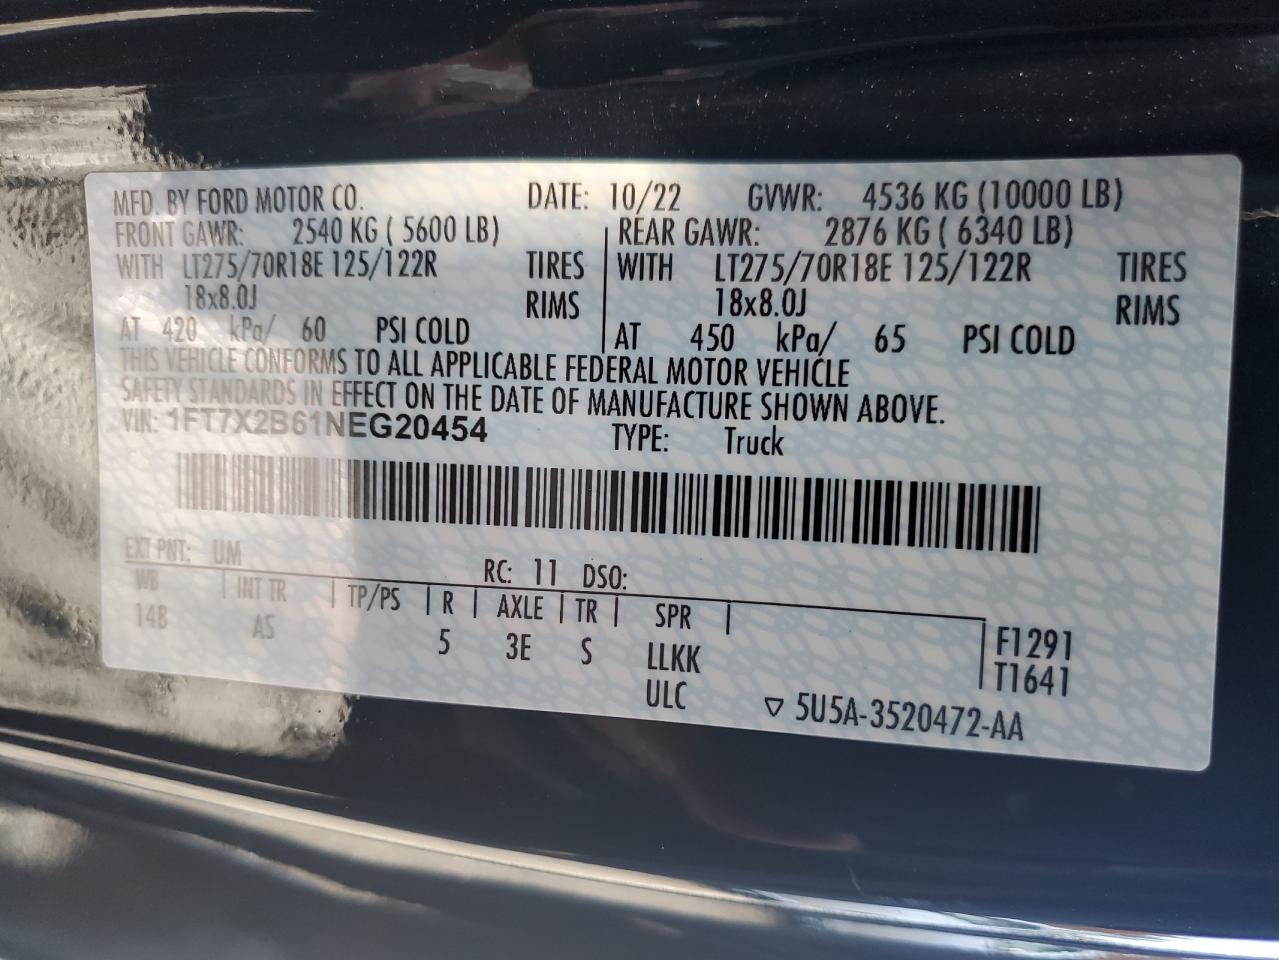 MFD. BY FORD MOTOR CO. DATE: 10/22 GVWR: 4536 KG (10000 LB)
FRONT GAWR: 2540 KG ( 5600 LB) REAR GAWR: 2876 KG ( 6340 LB)
WITH LT275/70R18E 125/122R TIRES WITH LT275/70R18E 125/122R TIRES
18x8.0J RIMS 18x8.0J RIMS
AT 420 kPa/ 60 PSI COLD AT 450 kPa/ 65 PSI COLD
THIS VEHICLE CONFORMS TO ALL APPLICABLE FEDERAL MOTOR VEHICLE
SAFETY STANDARDS IN EFFECT ON THE DATE OF MANUFACTURE SHOWN ABOVE.
VIN: 1FT7X2B61NEG20454 TYPE: Truck
EXT PNT: UM RC: 11 DSO:
WB INT TR TP/PS R AXLE TR SPR
148 AS 5 3E S LLKK F1291
ULC T1641
▽ 5U5A-3520472-AA